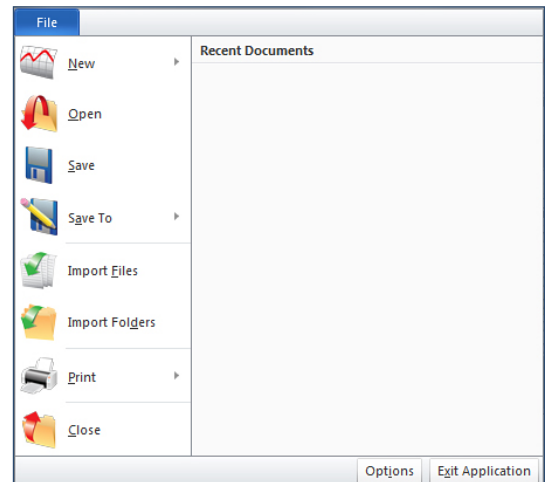 File
New
Open
Save
Save To
Import Files
Import Folders
Print
Close
Recent Documents
Options
Exit Application